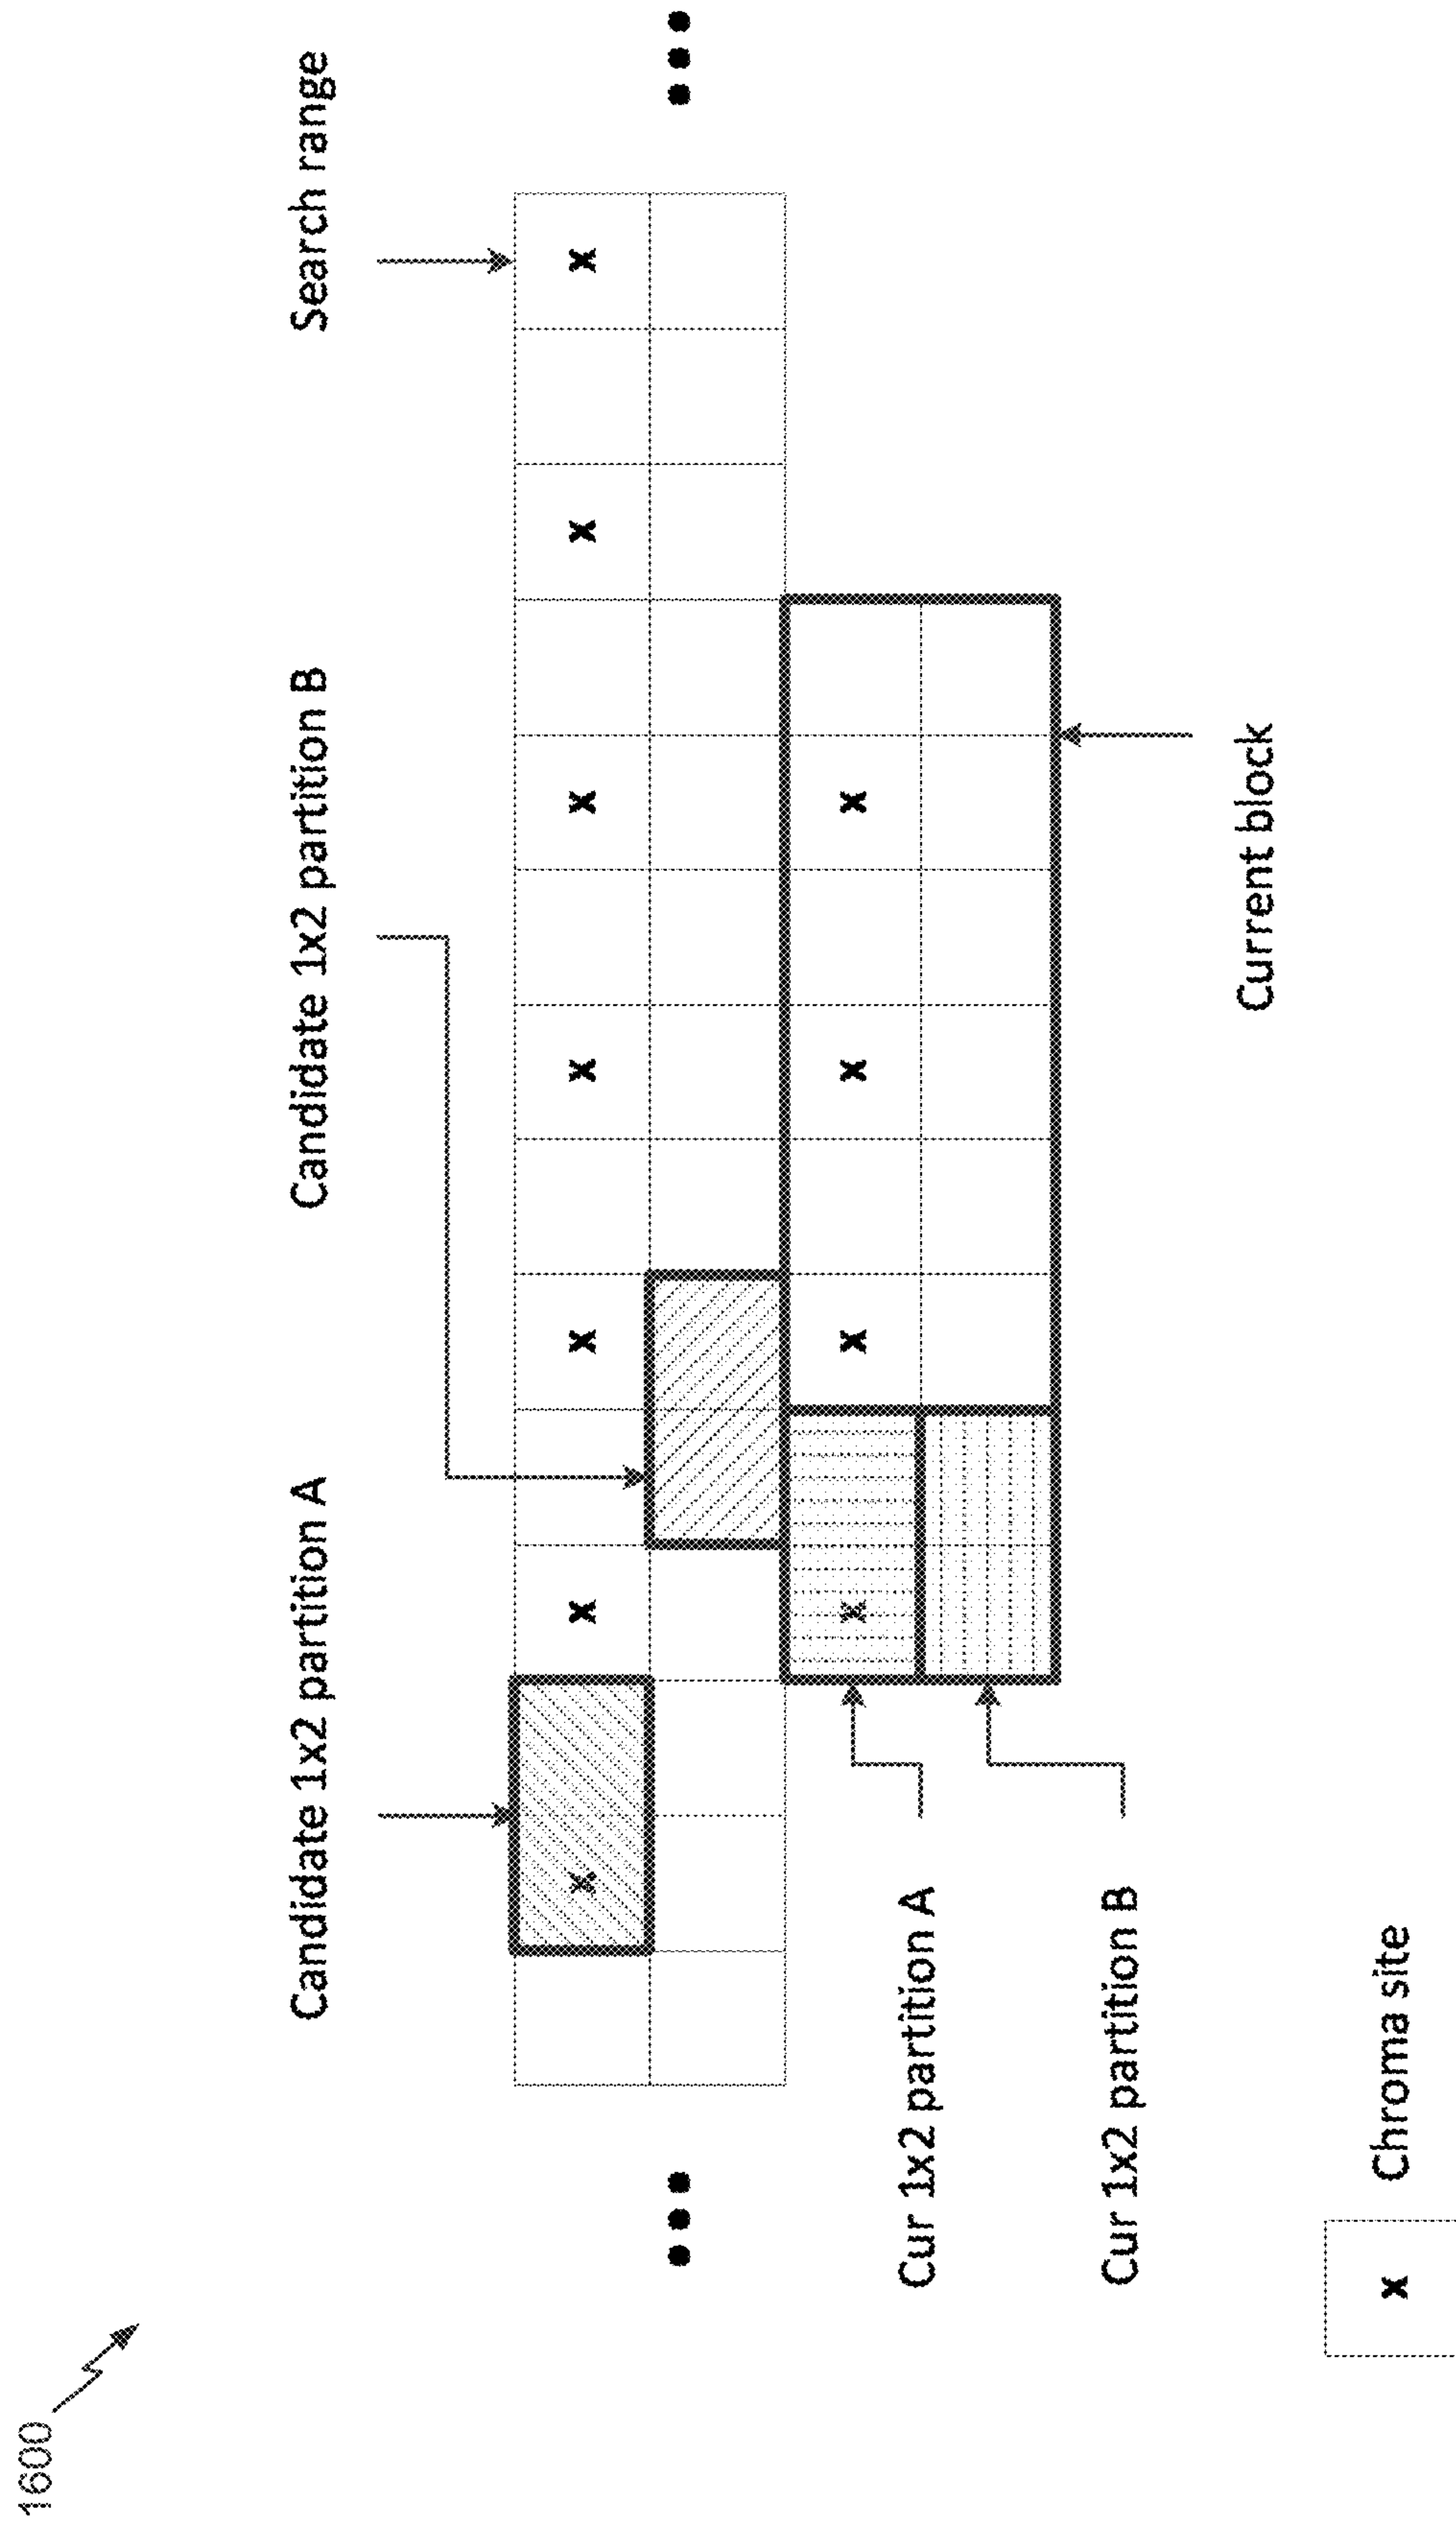 1600
Candidate 1x2 partition A
Candidate 1x2 partition B
Search range
x
x
x
x
x
x
x
x
x
x
x
Cur 1x2 partition A
Cur 1x2 partition B
Current block
x Chroma site